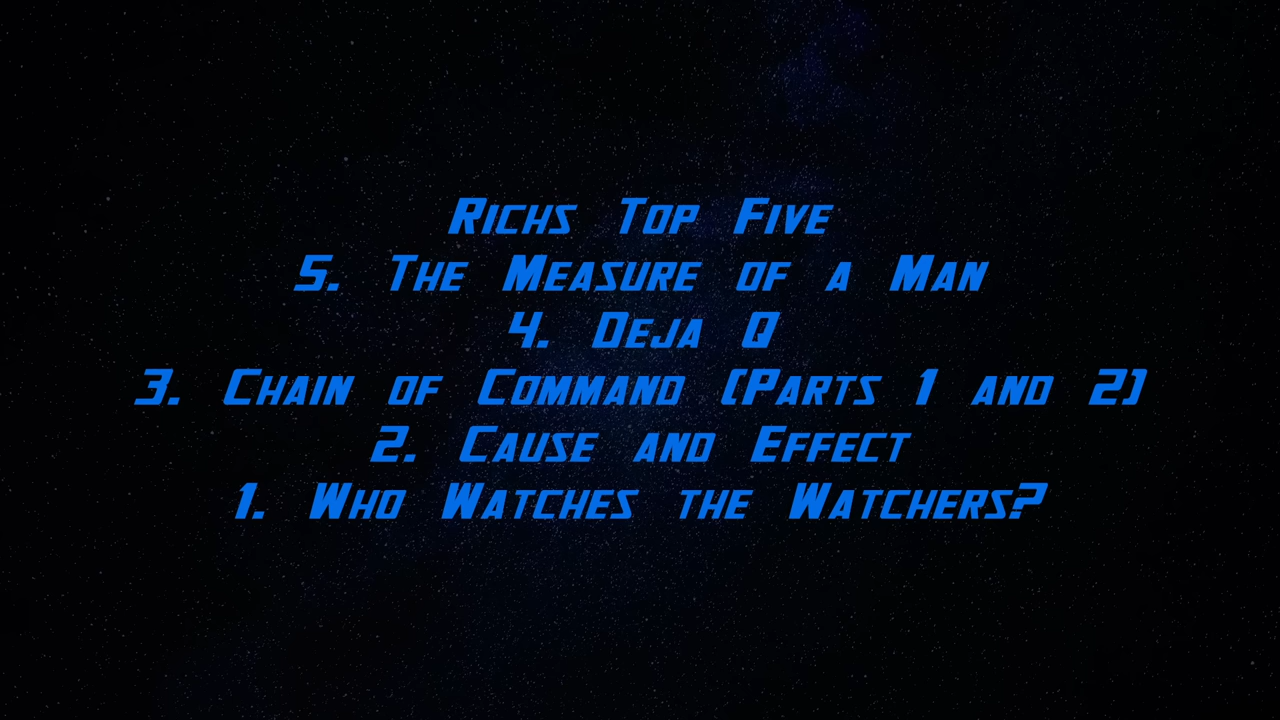 Richs Top Five
5. The Measure of a Man
4. Deja Q
3. Chain of Command (Parts 1 and 2)
2. Cause and Effect
1. Who Watches the Watchers?